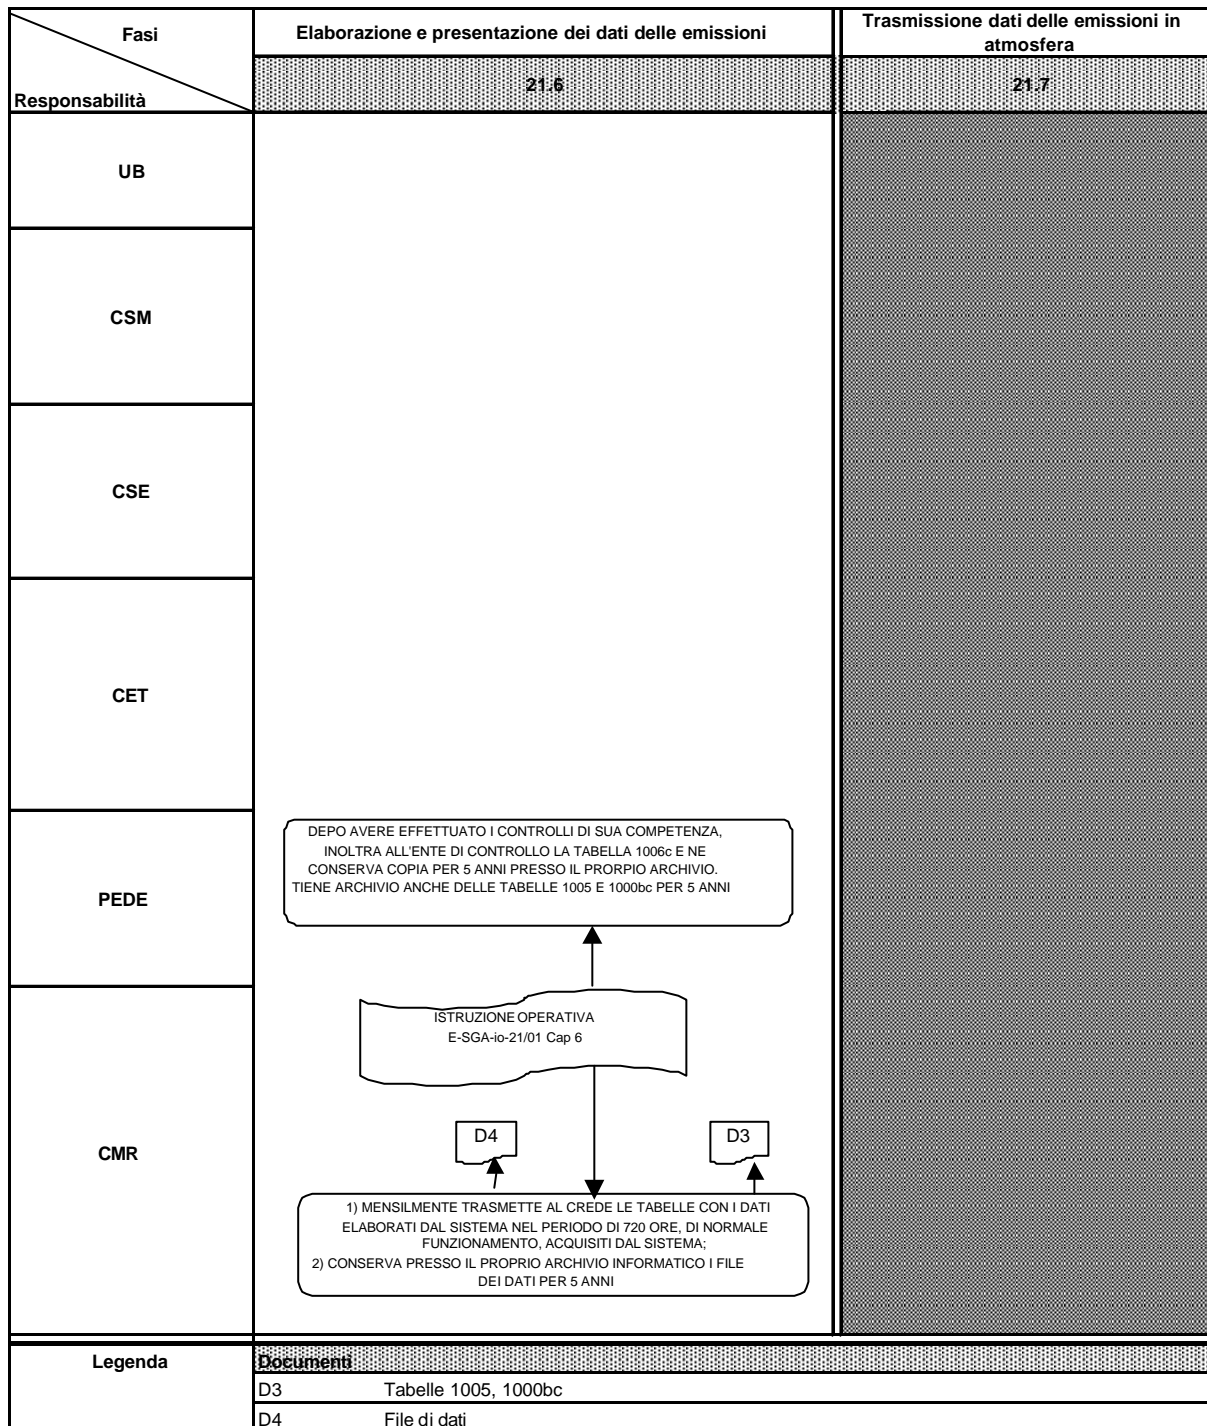 Fasi
Elaborazione e presentazione dei dati delle emissioni
Trasmissione dati delle emissioni in
atmosfera
Responsabilità
21.6
21.7
UB
CSM
CSE
CET
PEDE
DEPO AVERE EFFETTUATO I CONTROLLI DI SUA COMPETENZA,
INOLTRA ALL'ENTE DI CONTROLLO LA TABELLA 1006c E NE
CONSERVA COPIA PER 5 ANNI PRESSO IL PRORPIO ARCHIVIO.
TIENE ARCHIVIO ANCHE DELLE TABELLE 1005 E 1000bc PER 5 ANNI
CMR
ISTRUZIONE OPERATIVA
E-SGA-io-21/01 Cap 6
D4
D3
1) MENSILMENTE TRASMETTE AL CREDE LE TABELLE CON I DATI
ELABORATI DAL SISTEMA NEL PERIODO DI 720 ORE, DI NORMALE
FUNZIONAMENTO, ACQUISITI DAL SISTEMA;
2) CONSERVA PRESSO IL PROPRIO ARCHIVIO INFORMATICO I FILE
DEI DATI PER 5 ANNI
Legenda
Documenti
D3 Tabelle 1005, 1000bc
D4 File di dati